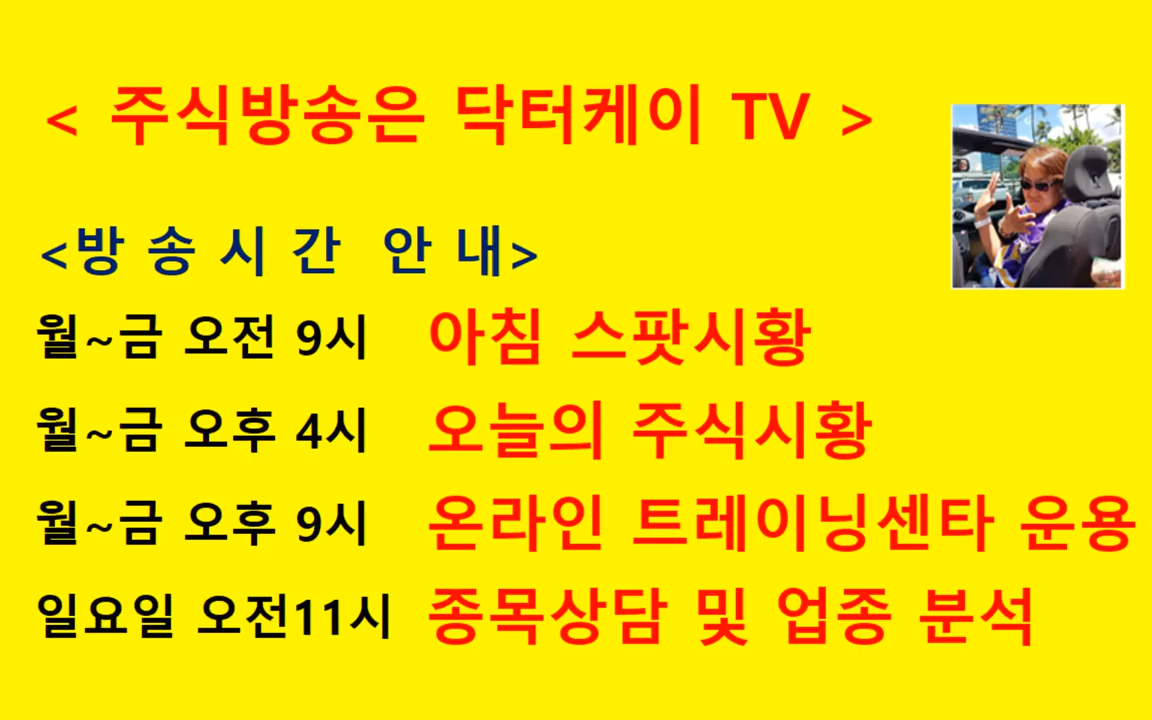 < 주식방송은 닥터케이 TV >
<방 송 시 간 안 내>
월~금 오전 9시 아침 스팟시황
월~금 오후 4시 오늘의 주식시황
월~금 오후 9시 온라인 트레이닝센타 운용
일요일 오전11시 종목상담 및 업종 분석